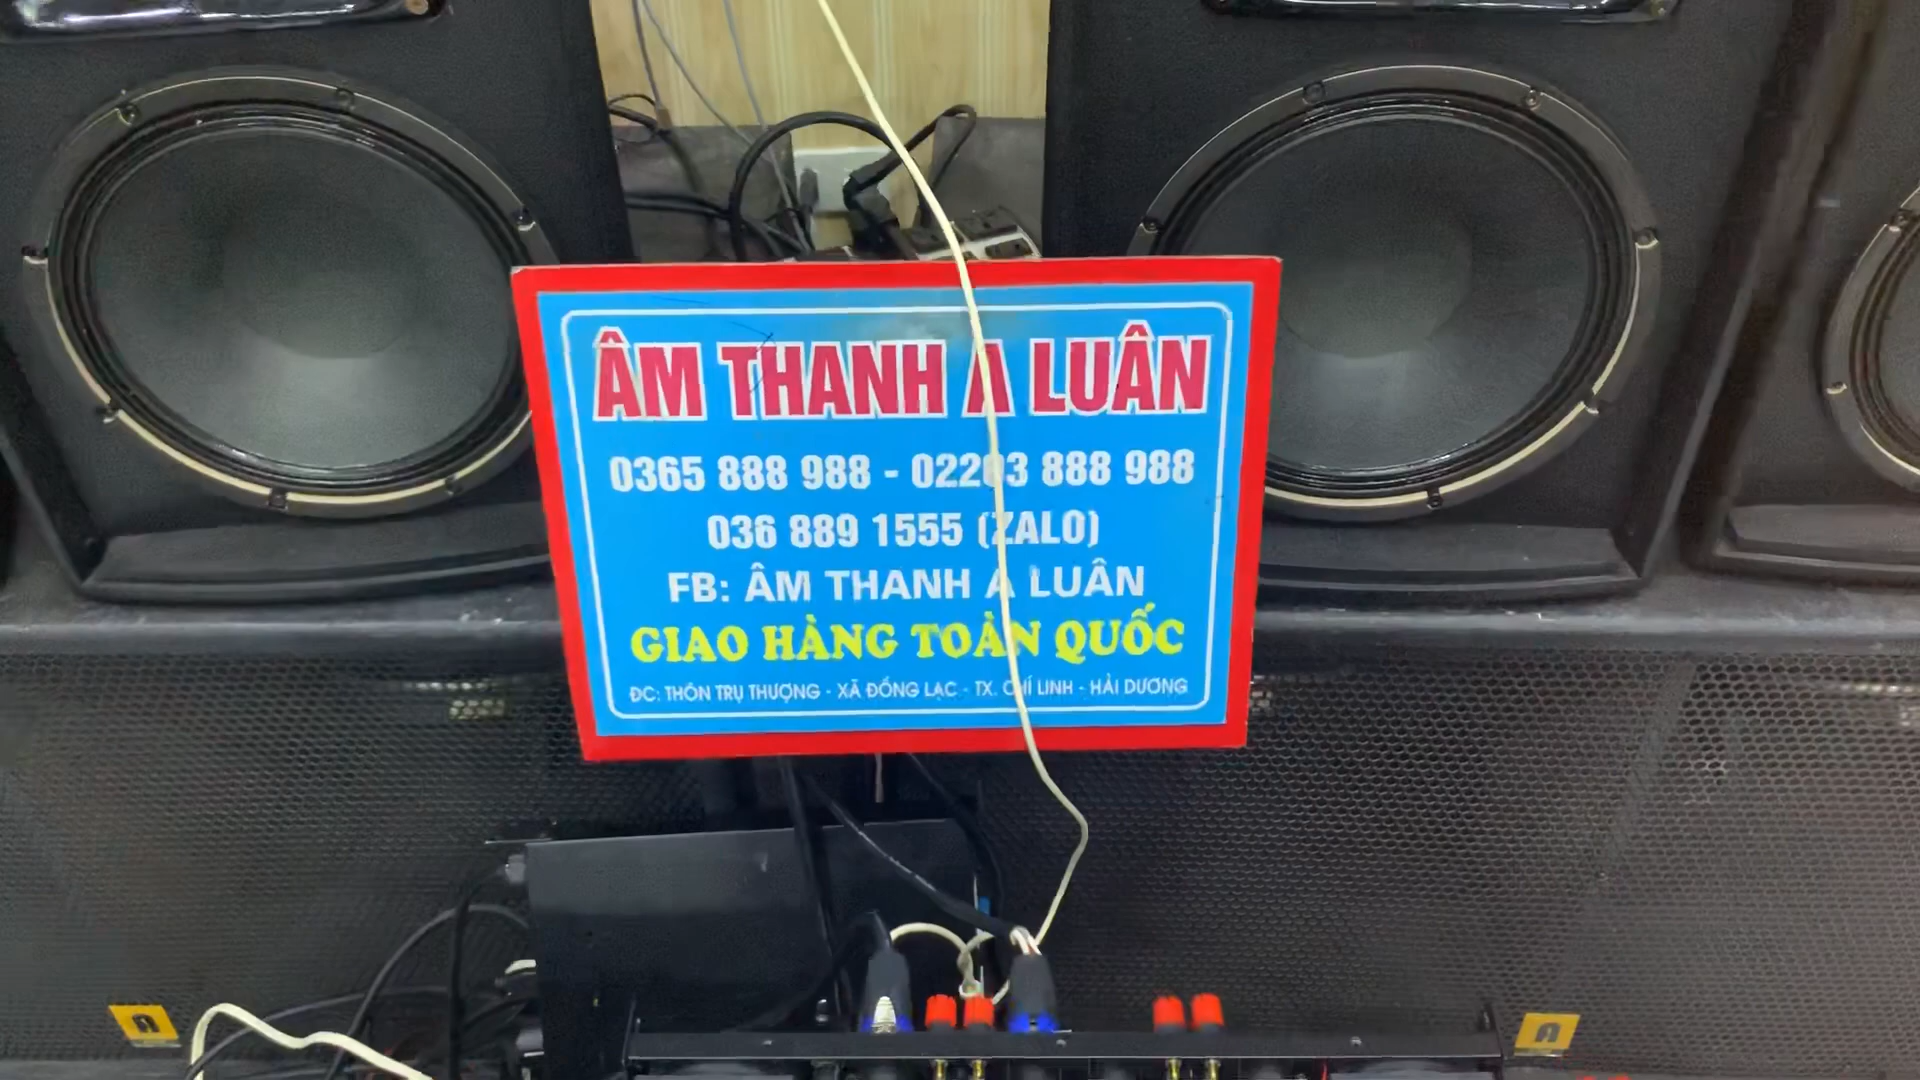 ÂM THANH A LUÂN
0365 888 988 - 02203 888 988
036 889 1555 (ZALO)
FB: ÂM THANH A LUÂN
GIAO HÀNG TOÀN QUỐC
ĐC: THÔN TRỤ THƯỢNG - XÃ ĐỒNG LẠC - TX. CHÍ LINH - HẢI DƯƠNG